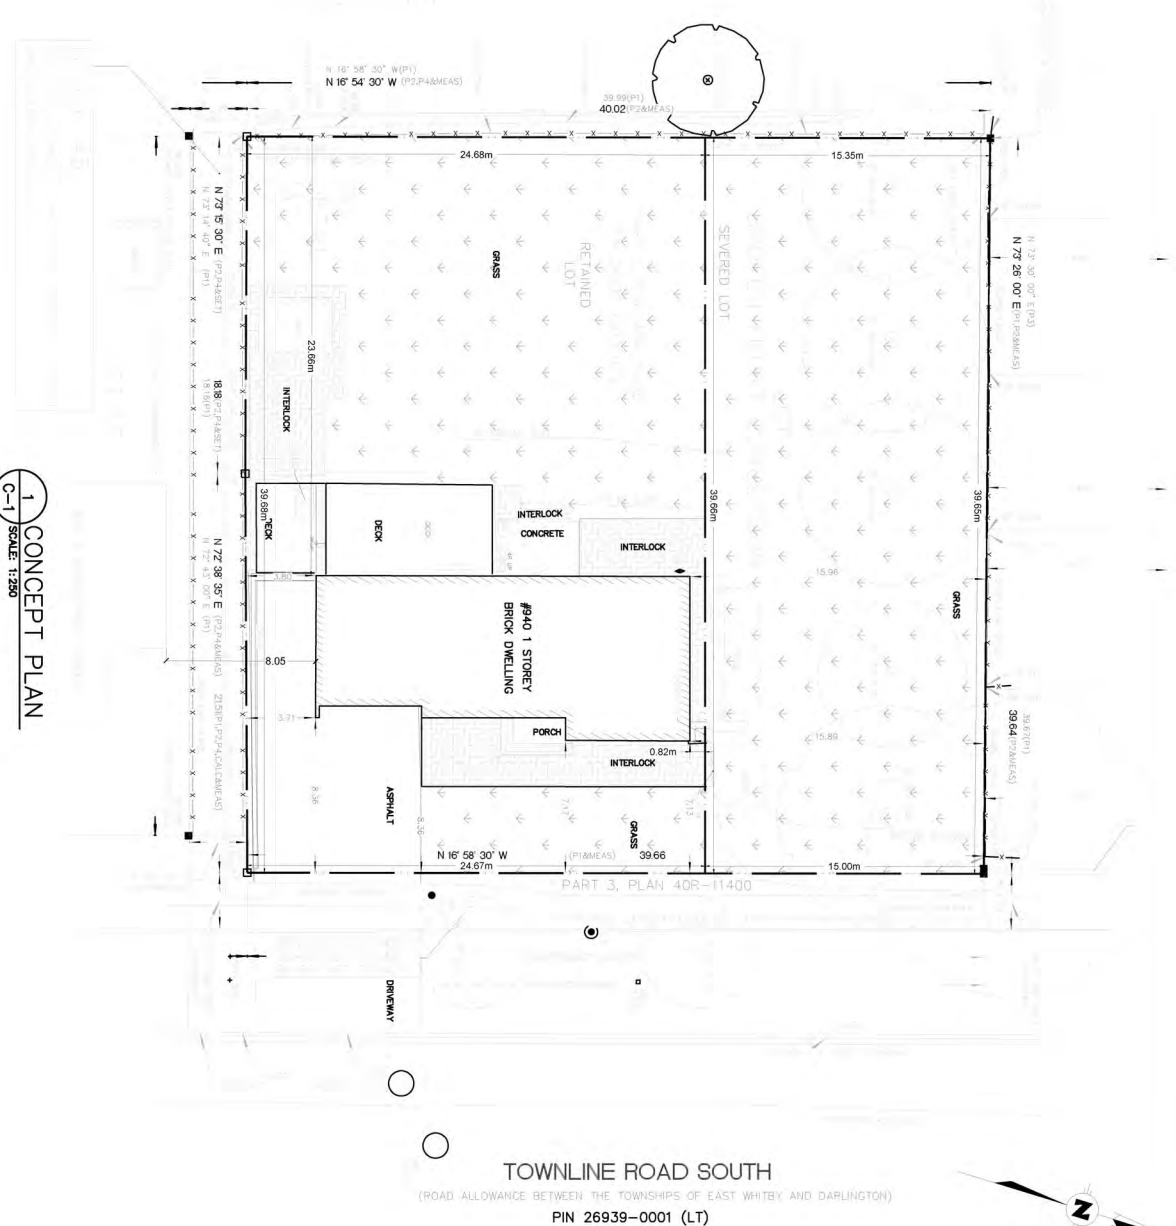 N 16° 58' 30" W(P1)
N 16° 54' 30" W (P2,P4&MEAS)
39.99(P1)
40.02(P2&MEAS)
24.68m
15.35m
N 73° 15' 30" E (P2,P4&SET)
N 73° 14' 40" E (P1)
18.18(P2,P4&SET)
18.16(P1)
N 72° 38' 35" E (P2,P4&MEAS)
N 72° 43' 00" E (P1)
21.51(P1,P2,P4,CALC&MEAS)
N 73° 30' 00" E(P3)
N 73° 26' 00" E(P1,P2&MEAS)
39.67(P1)
39.64(P2&MEAS)
GRASS
RETAINED
LOT
SEVERED LOT
23.66m
INTERLOCK
39.68m
DECK
DECK
INTERLOCK
CONCRETE
INTERLOCK
39.66m
39.65m
15.96
GRASS
3.80
#940 1 STOREY
BRICK DWELLING
8.05
3.71
PORCH
0.82m
INTERLOCK
15.89
8.36
ASPHALT
8.36
7.17
7.13
GRASS
N 16° 58' 30" W
(P1&MEAS)
39.66
24.67m
15.00m
PART 3, PLAN 40R-11400
DRIVEWAY
1
C-1
CONCEPT PLAN
SCALE: 1:250
TOWNLINE ROAD SOUTH
(ROAD ALLOWANCE BETWEEN THE TOWNSHIPS OF EAST WHITBY AND DARLINGTON)
PIN 26939-0001 (LT)
Z